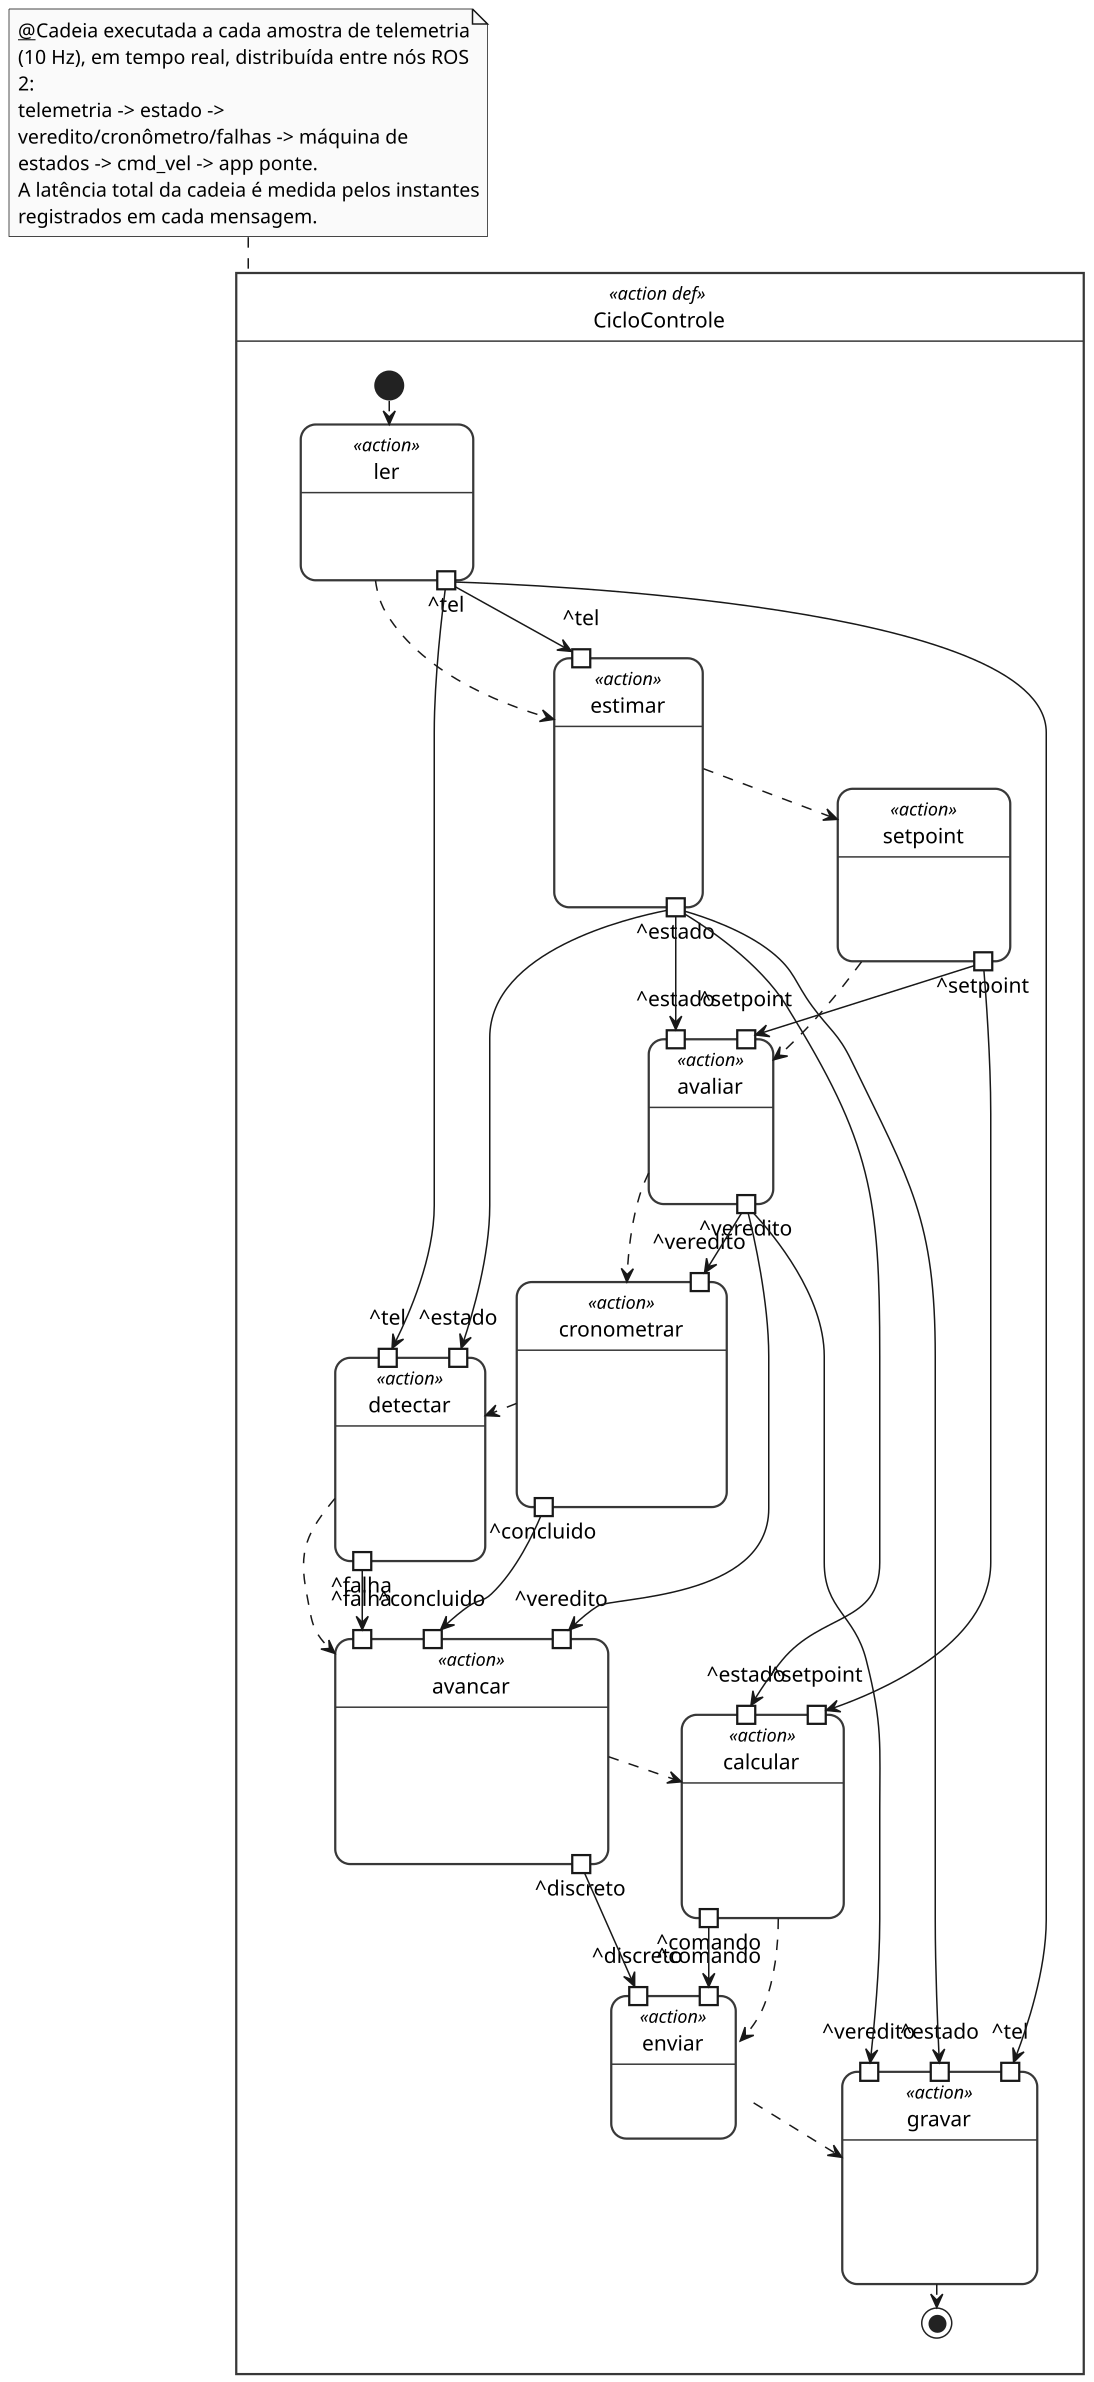 @Cadeia executada a cada amostra de telemetria
(10 Hz), em tempo real, distribuída entre nós ROS
2:
telemetria -> estado ->
veredito/cronômetro/falhas -> máquina de
estados -> cmd_vel -> app ponte.
A latência total da cadeia é medida pelos instantes
registrados em cada mensagem.
«action def»
CicloControle
«action»
ler
^tel
^tel
«action»
estimar
«action»
setpoint
^estado
^setpoint
^estado
^setpoint
«action»
avaliar
^veredito
^veredito
«action»
cronometrar
^tel
^estado
«action»
detectar
^concluido
^falha
^falha
^concluido
^veredito
«action»
avancar
^estado
^setpoint
«action»
calcular
^discreto
^comando
^discreto
^comando
«action»
enviar
^veredito
^estado
^tel
«action»
gravar